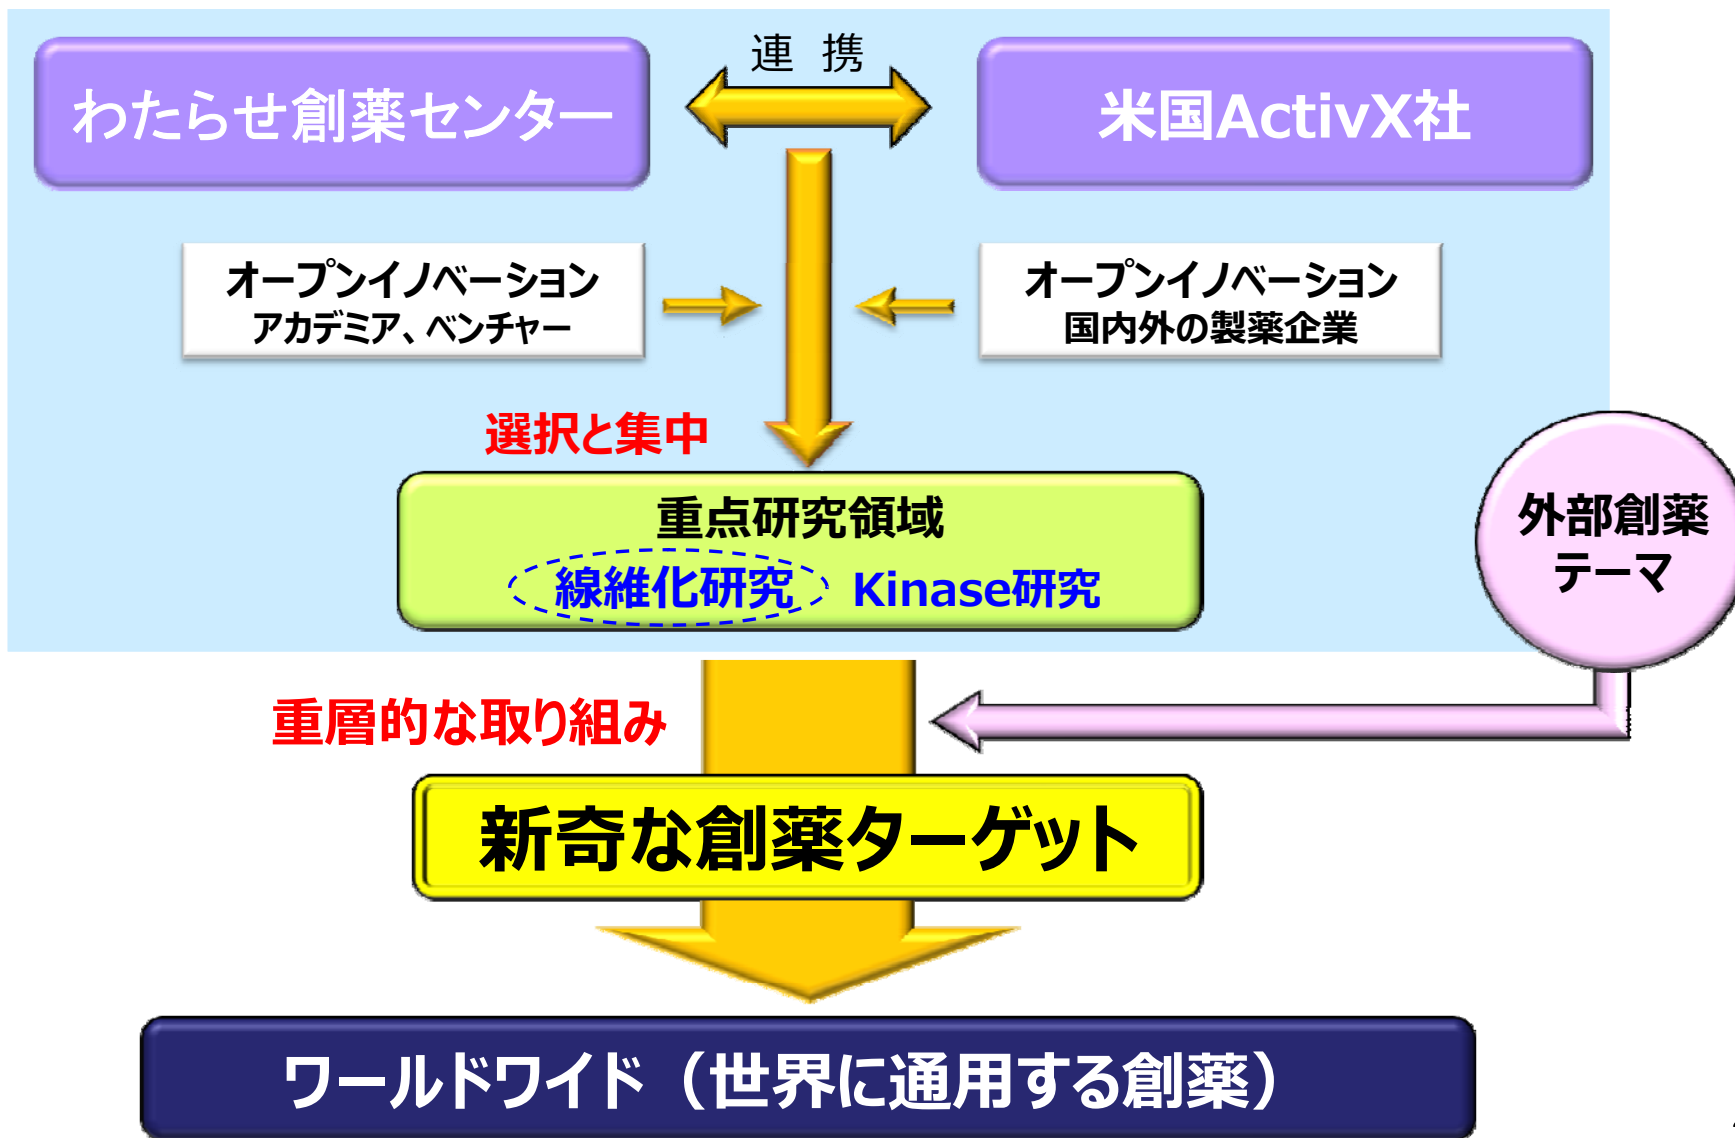 連 携
わたらせ創薬センター
米国ActivX社
オープンイノベーション
アカデミア、ベンチャー
オープンイノベーション
国内外の製薬企業
選択と集中
重点研究領域
線維化研究 Kinase研究
外部創薬
テーマ
重層的な取り組み
新奇な創薬ターゲット
ワールドワイド（世界に通用する創薬）